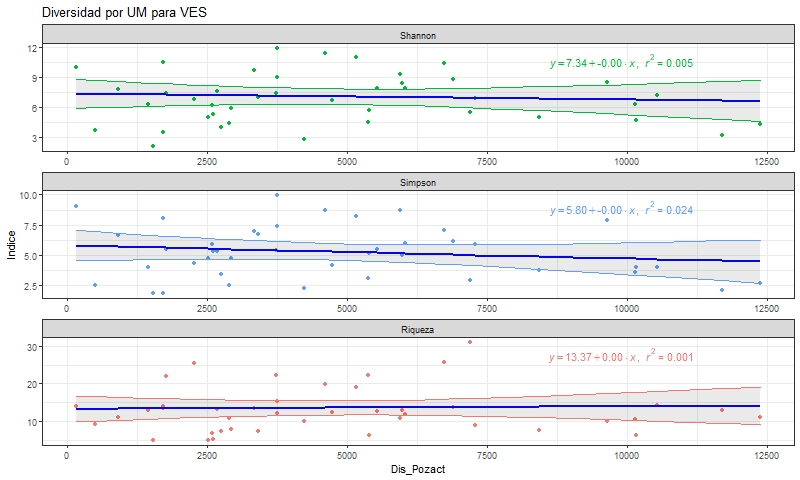 Diversidad por UM para VES
Shannon
12
9
6
3
y = 7.34 + -0.00 · x, r² = 0.005
0 2500 5000 7500 10000 12500
Simpson
10.0
7.5
5.0
2.5
y = 5.80 + -0.00 · x, r² = 0.024
0 2500 5000 7500 10000 12500
Indice
Riqueza
30
20
10
y = 13.37 + 0.00 · x, r² = 0.001
0 2500 5000 7500 10000 12500
Dis_Pozact